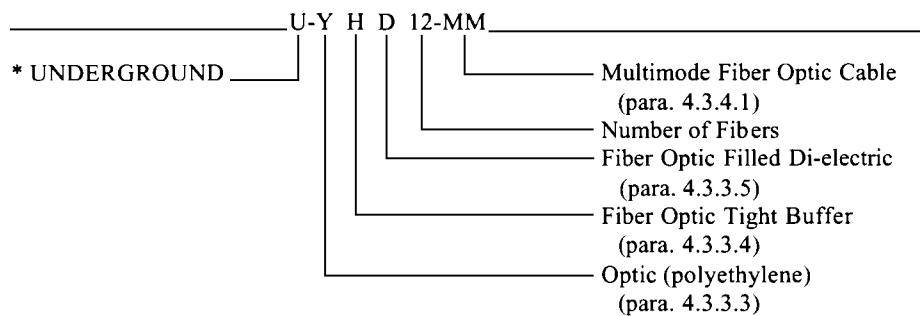 U-Y H D 12-MM
* UNDERGROUND
Multimode Fiber Optic Cable
(para. 4.3.4.1)
Number of Fibers
Fiber Optic Filled Di-electric
(para. 4.3.3.5)
Fiber Optic Tight Buffer
(para. 4.3.3.4)
Optic (polyethylene)
(para. 4.3.3.3)